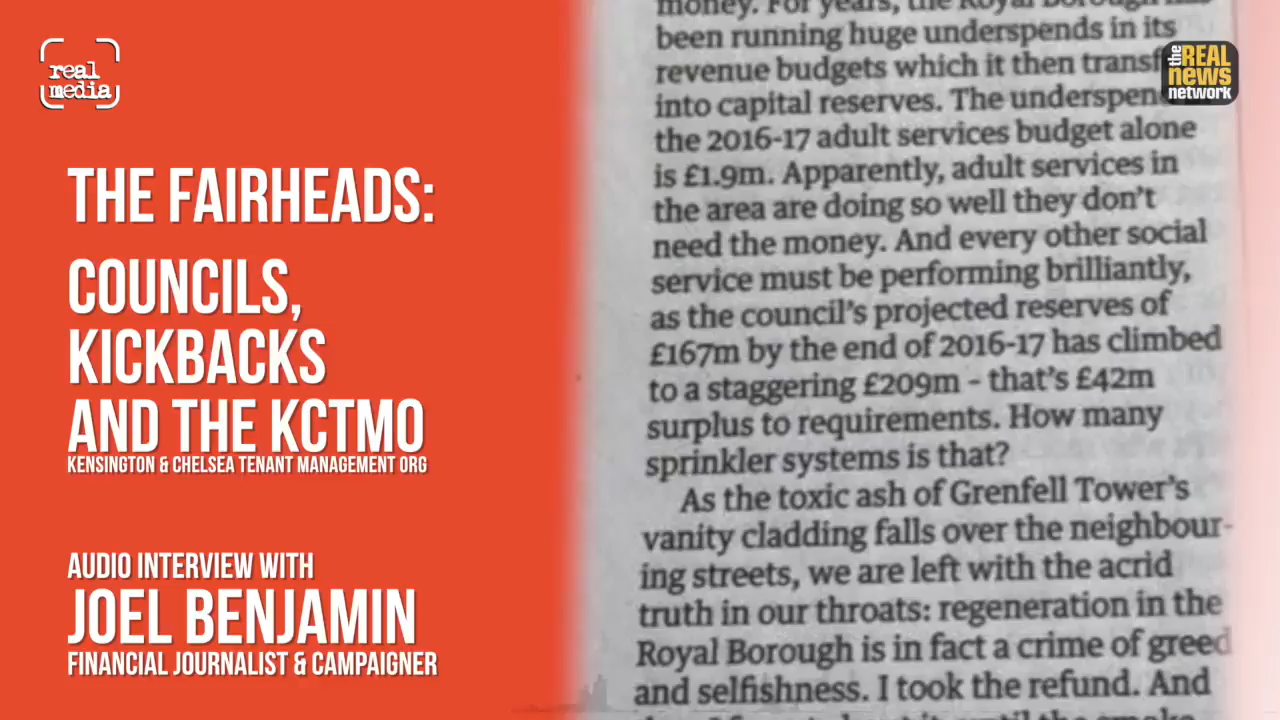 real
media
THE FAIRHEADS:
COUNCILS,
KICKBACKS
AND THE KCTMO
KENSINGTON & CHELSEA TENANT MANAGEMENT ORG
AUDIO INTERVIEW WITH
JOEL BENJAMIN
FINANCIAL JOURNALIST & CAMPAIGNER
the REAL
news
network
money. For years, the Royal Borough has
been running huge underspends in its
revenue budgets which it then transf
into capital reserves. The underspen
the 2016-17 adult services budget alone
is £1.9m. Apparently, adult services in
the area are doing so well they don't
need the money. And every other social
service must be performing brilliantly,
as the council's projected reserves of
£167m by the end of 2016-17 has climbed
to a staggering £209m – that's £42m
surplus to requirements. How many
sprinkler systems is that?
As the toxic ash of Grenfell Tower's
vanity cladding falls over the neighbour-
ing streets, we are left with the acrid
truth in our throats: regeneration in the
Royal Borough is in fact a crime of greed
and selfishness. I took the refund. And